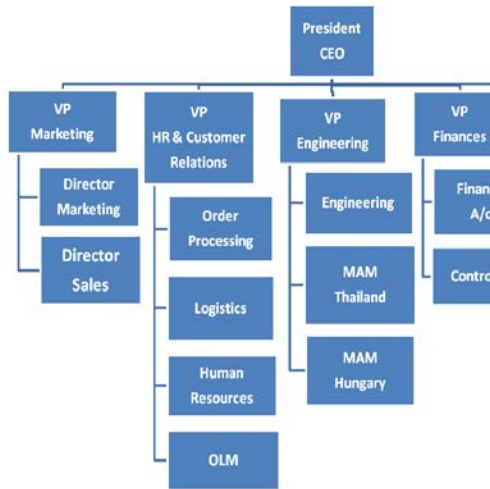 President
CEO
VP
Marketing
VP
HR & Customer
Relations
VP
Engineering
VP
Finances
Director
Marketing
Director
Sales
Order
Processing
Logistics
Human
Resources
OLM
Engineering
MAM
Thailand
MAM
Hungary